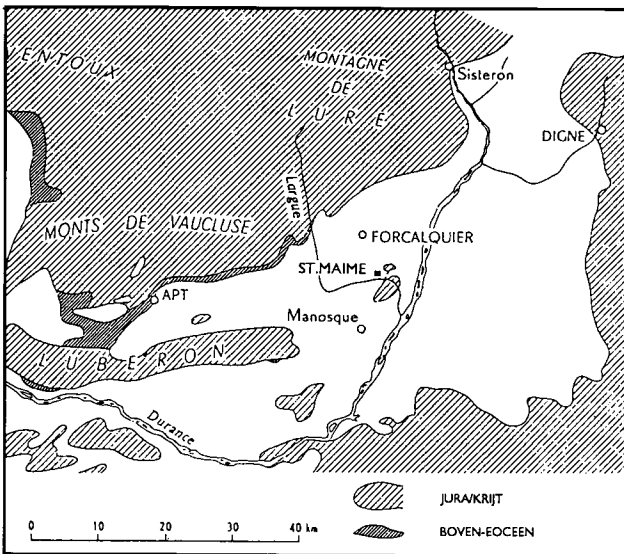 ENTOUX
MONTAGNE
DE
LURE
Sisteron
DIGNE
Largue
MONTS DE VAUCLUSE
FORCALQUIER
ST. MAIME
APT
Manosque
LUBERON
Durance
JURA/KRIJT
BOVEN-EOCEEN
0 10 20 30 40 km